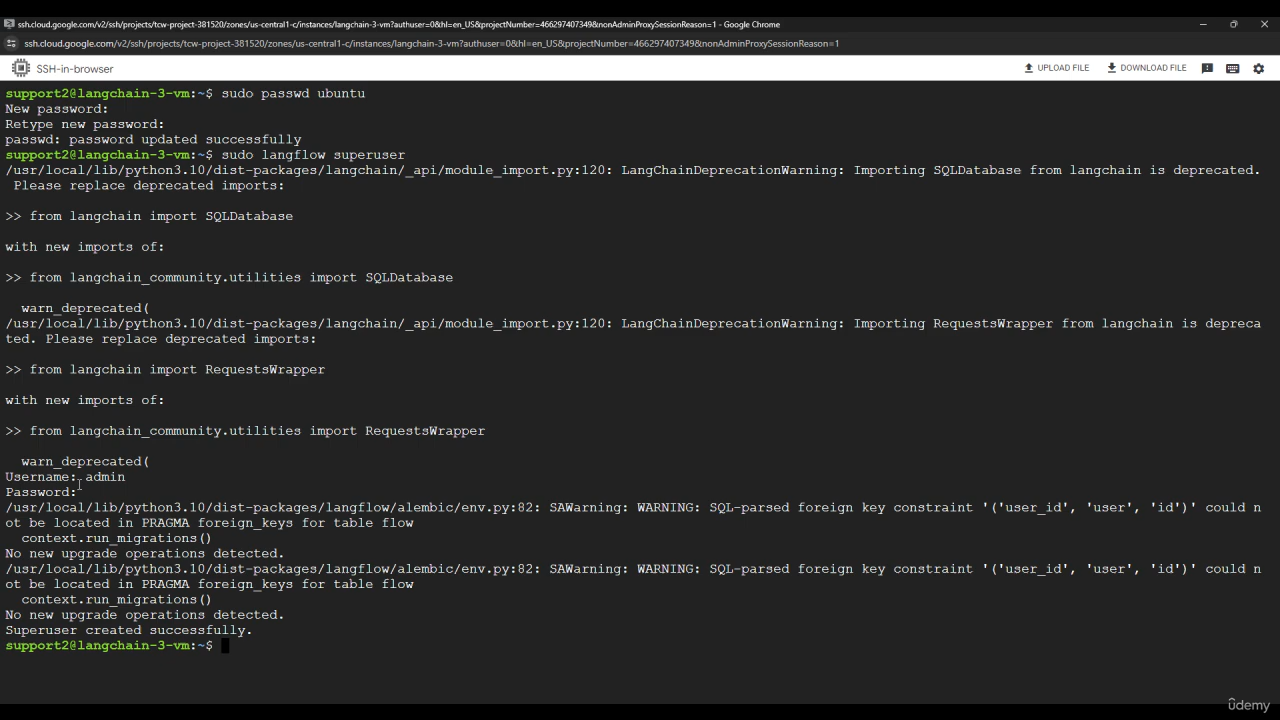 ssh.cloud.google.com/v2/ssh/projects/tcw-project-381520/zones/us-central1-c/instances/langchain-3-vm?authuser=0&hl=en_US&projectNumber=466297407349&nonAdminProxySessionReason=1 - Google Chrome
ssh.cloud.google.com/v2/ssh/projects/tcw-project-381520/zones/us-central1-c/instances/langchain-3-vm?authuser=0&hl=en_US&projectNumber=466297407349&nonAdminProxySessionReason=1
SSH-in-browser
UPLOAD FILE
DOWNLOAD FILE
support2@langchain-3-vm:~$ sudo passwd ubuntu
New password:
Retype new password:
passwd: password updated successfully
support2@langchain-3-vm:~$ sudo langflow superuser
/usr/local/lib/python3.10/dist-packages/langchain/_api/module_import.py:120: LangChainDeprecationWarning: Importing SQLDatabase from langchain is deprecated.
 Please replace deprecated imports:
>> from langchain import SQLDatabase
with new imports of:
>> from langchain_community.utilities import SQLDatabase
  warn_deprecated(
/usr/local/lib/python3.10/dist-packages/langchain/_api/module_import.py:120: LangChainDeprecationWarning: Importing RequestsWrapper from langchain is depreca
ted. Please replace deprecated imports:
>> from langchain import RequestsWrapper
with new imports of:
>> from langchain_community.utilities import RequestsWrapper
  warn_deprecated(
Username: admin
Password:
/usr/local/lib/python3.10/dist-packages/langflow/alembic/env.py:82: SAWarning: WARNING: SQL-parsed foreign key constraint '('user_id', 'user', 'id')' could n
ot be located in PRAGMA foreign_keys for table flow
  context.run_migrations()
No new upgrade operations detected.
/usr/local/lib/python3.10/dist-packages/langflow/alembic/env.py:82: SAWarning: WARNING: SQL-parsed foreign key constraint '('user_id', 'user', 'id')' could n
ot be located in PRAGMA foreign_keys for table flow
  context.run_migrations()
No new upgrade operations detected.
Superuser created successfully.
support2@langchain-3-vm:~$
ûdemy